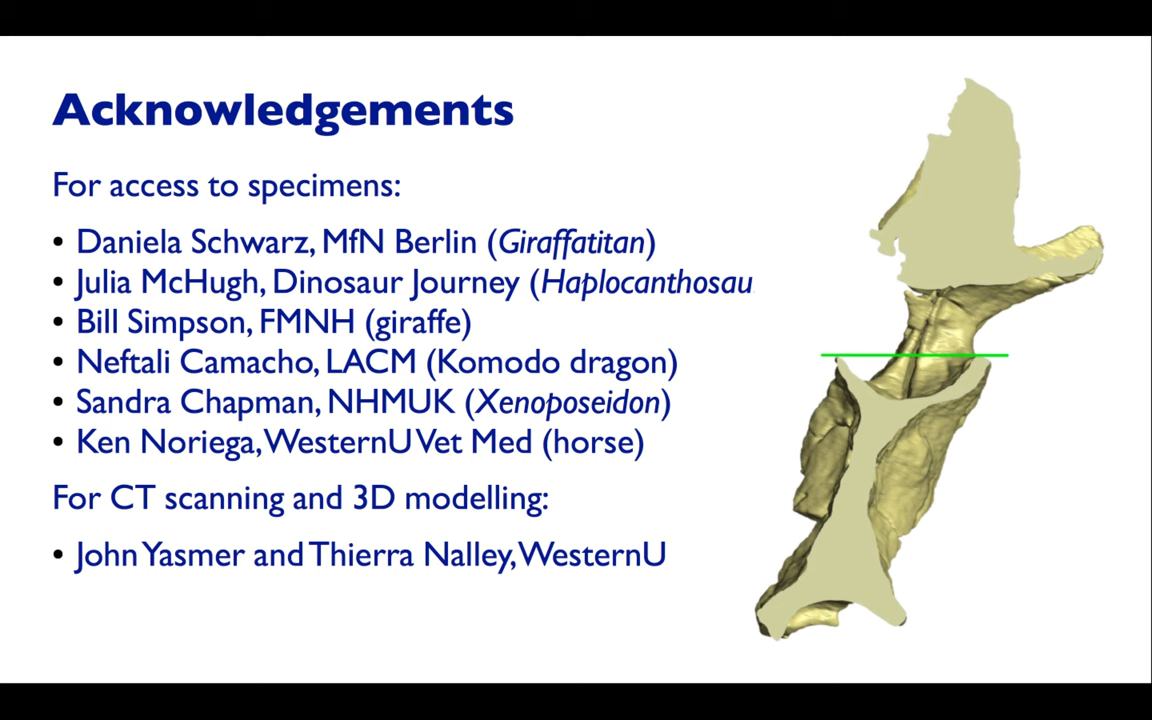 Acknowledgements
For access to specimens:
• Daniela Schwarz, MfN Berlin (Giraffatitan)
• Julia McHugh, Dinosaur Journey (Haplocanthosau
• Bill Simpson, FMNH (giraffe)
• Neftali Camacho, LACM (Komodo dragon)
• Sandra Chapman, NHMUK (Xenoposeidon)
• Ken Noriega, WesternU Vet Med (horse)
For CT scanning and 3D modelling:
• John Yasmer and Thierra Nalley, WesternU